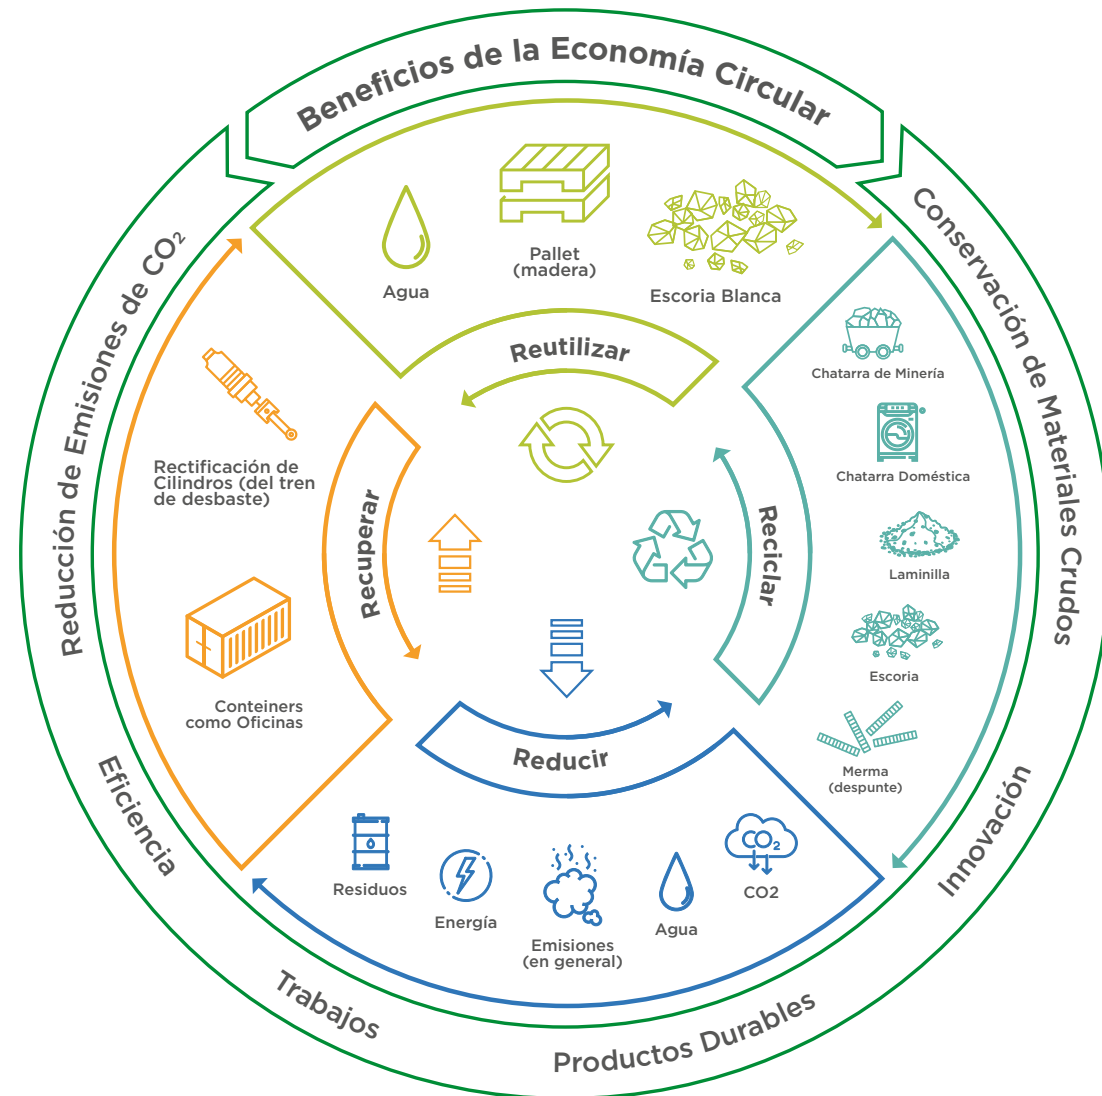 Beneficios de la Economía Circular
Conservación de Materiales Crudos
Innovación
Productos Durables
Trabajos
Eficiencia
Reducción de Emisiones de CO₂
Reutilizar
Agua
Pallet
(madera)
Escoria Blanca
Reciclar
Chatarra de Minería
Chatarra Doméstica
Laminilla
Escoria
Merma
(despunte)
Reducir
Residuos
Energía
Emisiones
(en general)
Agua
CO₂
CO2
Recuperar
Rectificación de
Cilindros (del tren
de desbaste)
Conteiners
como Oficinas